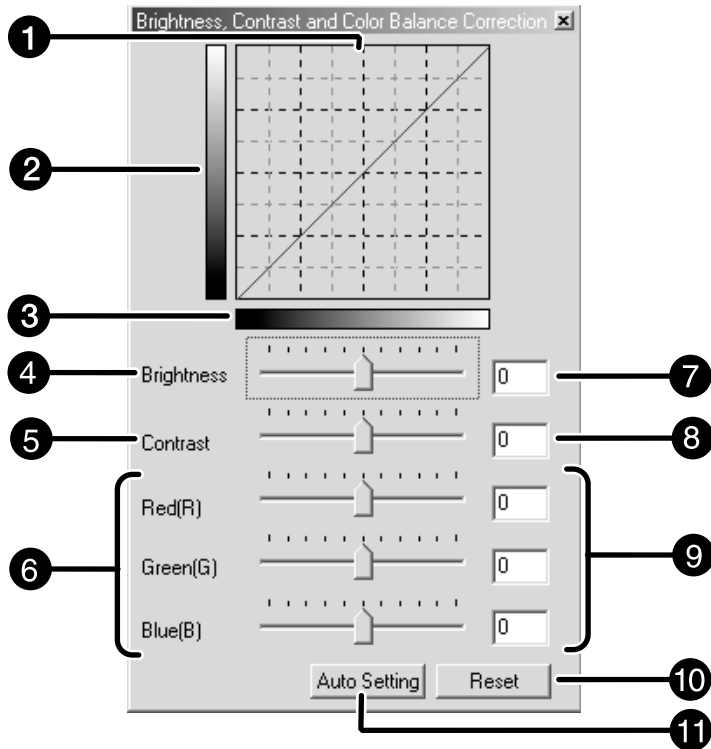 Brightness, Contrast and Color Balance Correction
1
2
3
4 Brightness 0 7
5 Contrast 0 8
Red(R) 0
6 Green(G) 0 9
Blue(B) 0
Auto Setting Reset 10
11